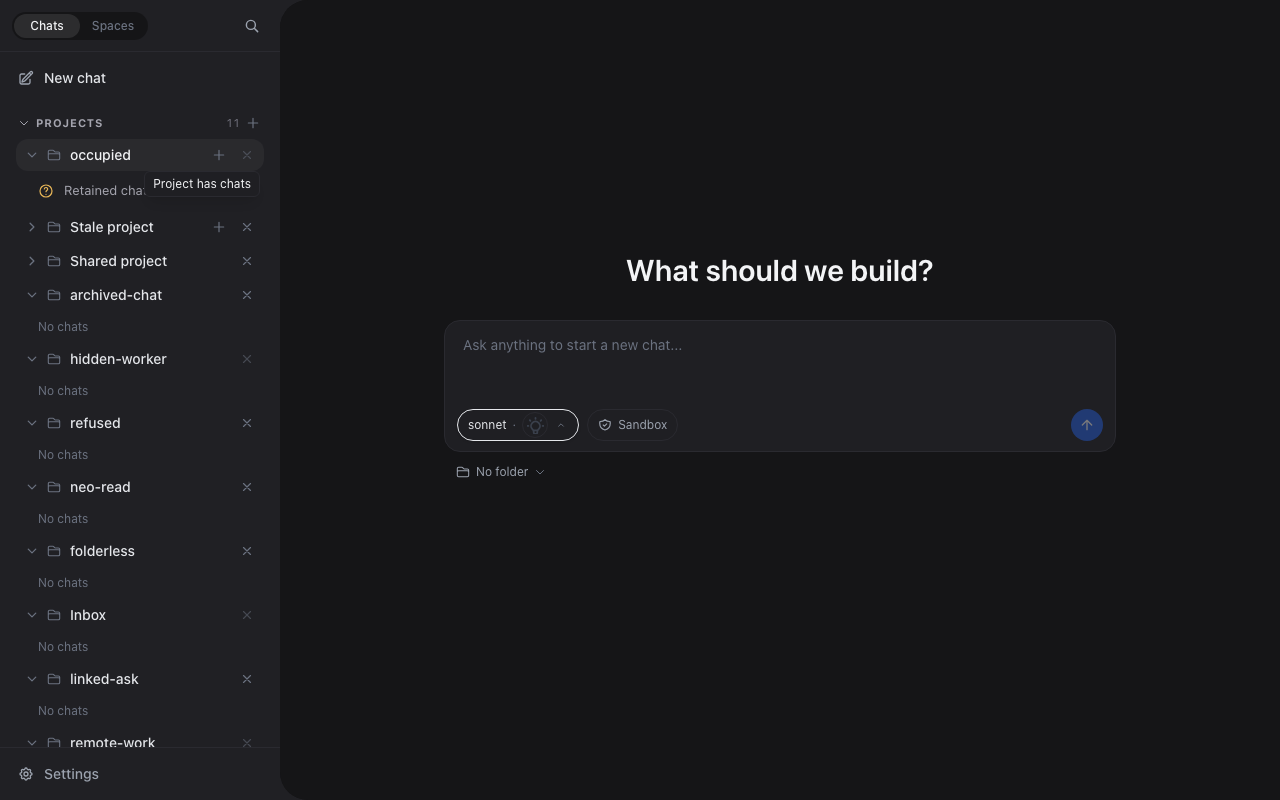 Chats Spaces
New chat
PROJECTS 11
occupied
Project has chats
Retained cha
Stale project
Shared project
archived-chat
No chats
hidden-worker
No chats
refused
No chats
neo-read
No chats
folderless
No chats
Inbox
No chats
linked-ask
No chats
remote-work
Settings
What should we build?
Ask anything to start a new chat...
sonnet ·
Sandbox
No folder